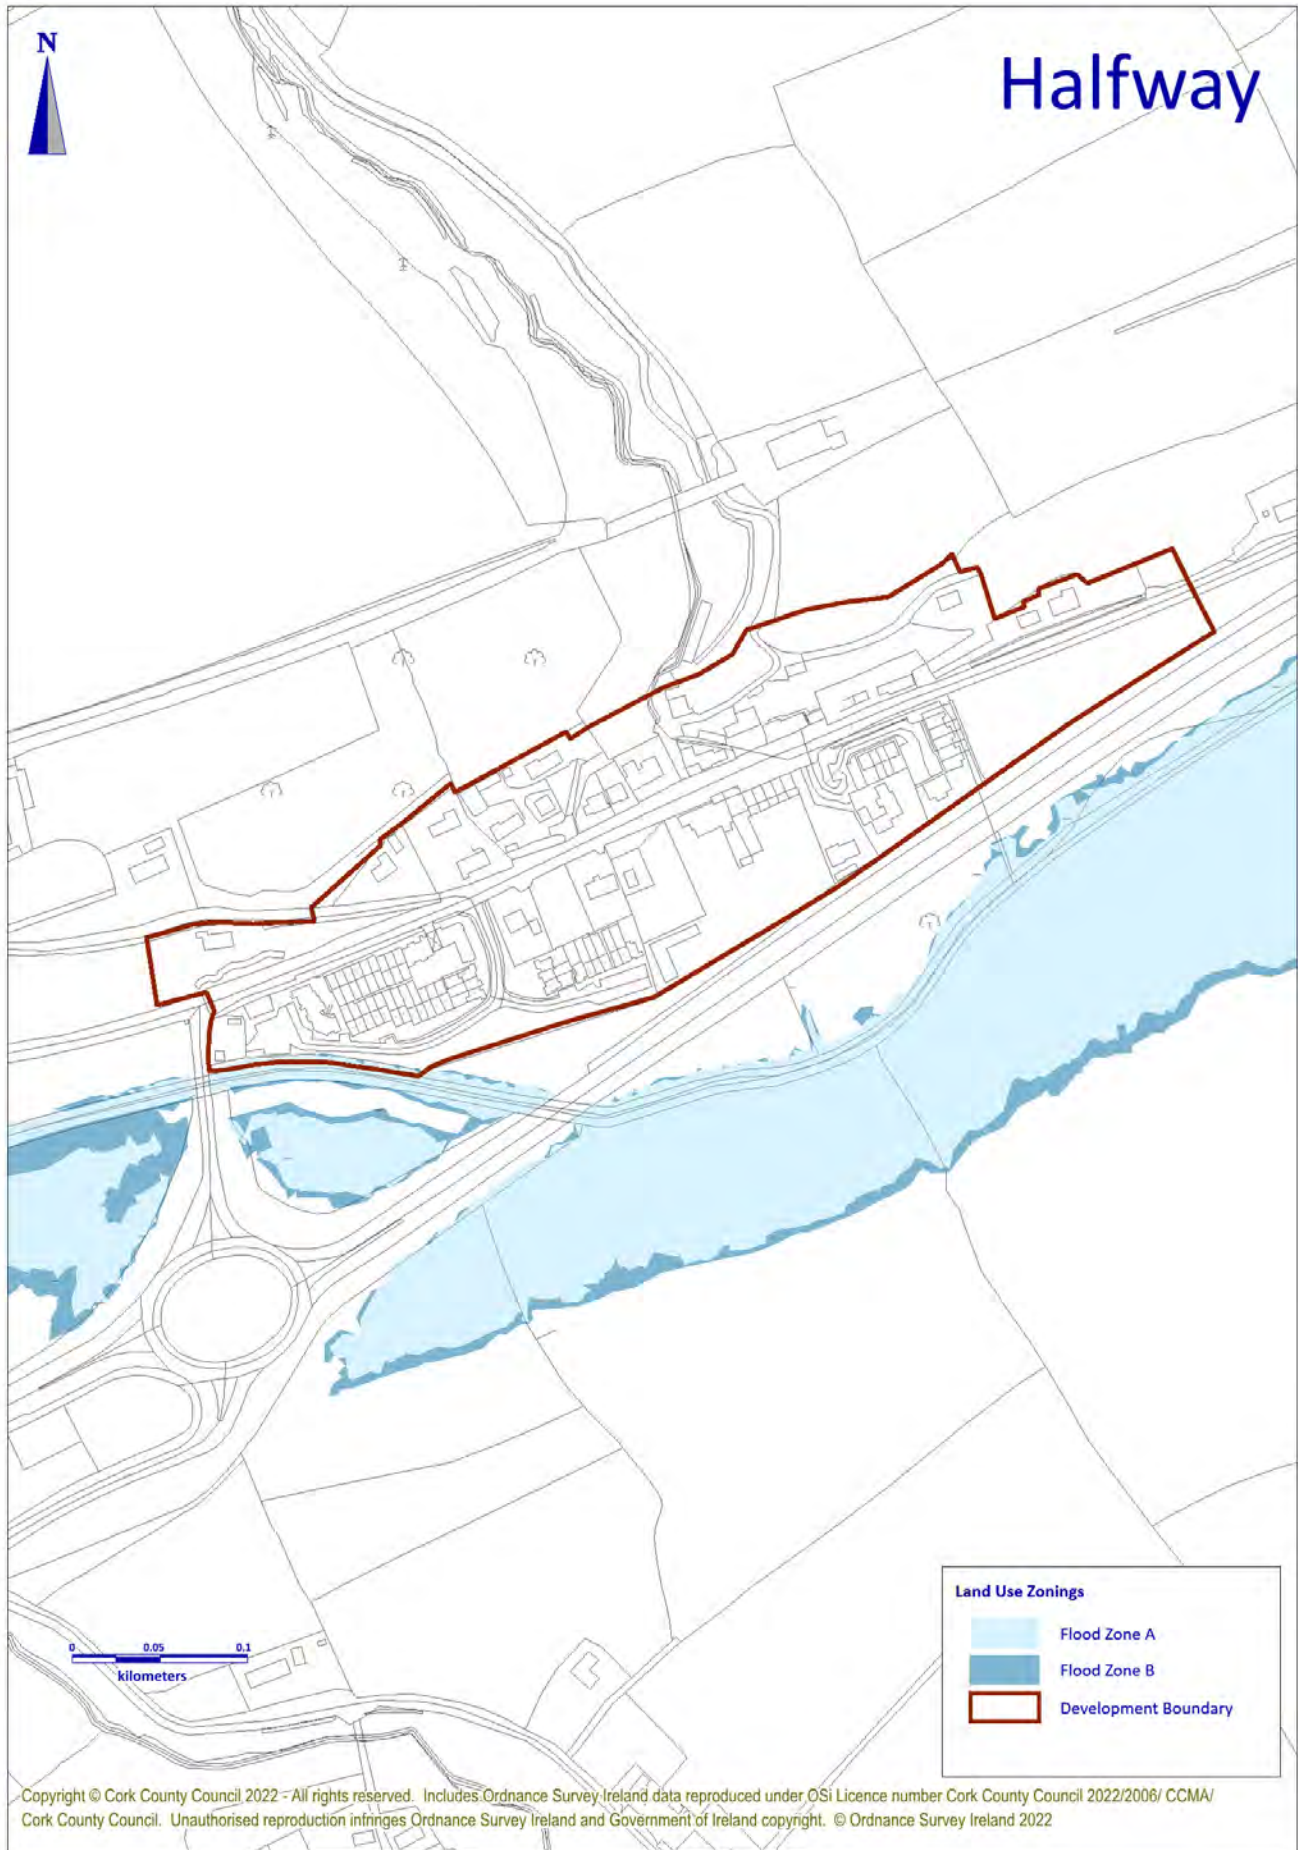 N
Halfway
Land Use Zonings
Flood Zone A
Flood Zone B
Development Boundary
0 0.05 0.1
kilometers
Copyright © Cork County Council 2022 - All rights reserved. Includes Ordnance Survey Ireland data reproduced under OSi Licence number Cork County Council 2022/2006/ CCMA/
Cork County Council. Unauthorised reproduction infringes Ordnance Survey Ireland and Government of Ireland copyright. © Ordnance Survey Ireland 2022